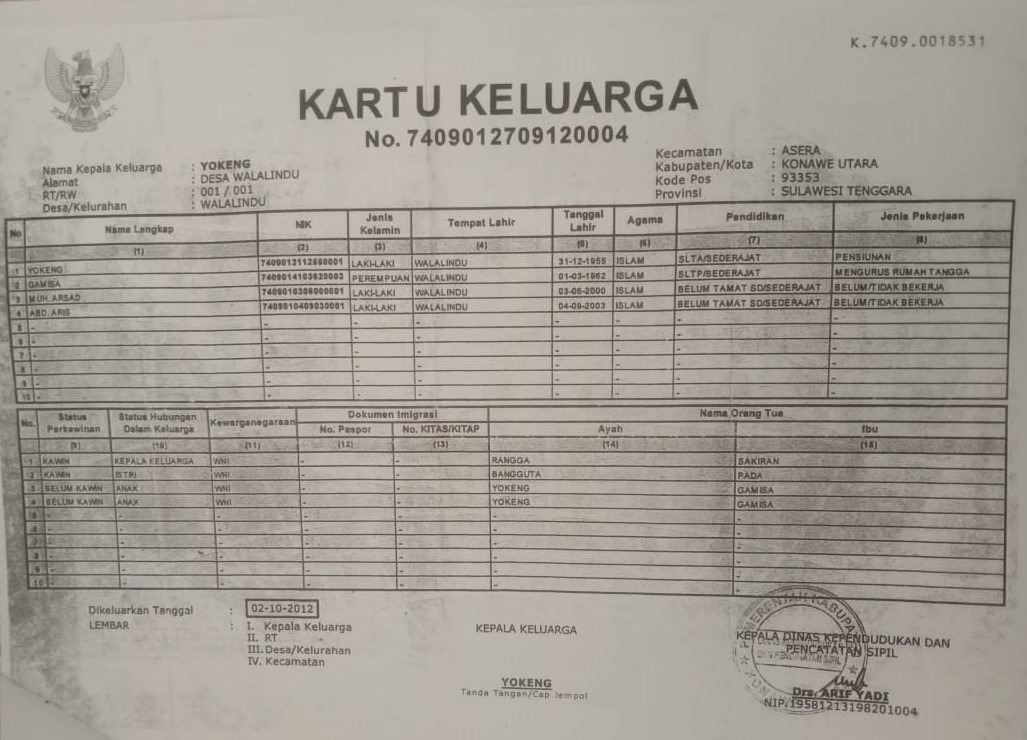 K.7409.0018531
KARTU KELUARGA
No. 7409012709120004
Nama Kepala Keluarga : YOKENG
Alamat : DESA WALALINDU
RT/RW : 001 / 001
Desa/Kelurahan : WALALINDU
Kecamatan : ASERA
Kabupaten/Kota : KONAWE UTARA
Kode Pos : 93353
Provinsi : SULAWESI TENGGARA
No Nama Lengkap NIK Jenis Kelamin Tempat Lahir Tanggal Lahir Agama Pendidikan Jenis Pekerjaan
(1) (2) (3) (4) (5) (6) (7) (8)
1 YOKENG 7409013112550001 LAKI-LAKI WALALINDU 31-12-1955 ISLAM SLTA/SEDERAJAT PENSIUNAN
2 GAMISA 7409014103620003 PEREMPUAN WALALINDU 01-03-1962 ISLAM SLTP/SEDERAJAT MENGURUS RUMAH TANGGA
3 MUH. ARSAD 7409010306000001 LAKI-LAKI WALALINDU 03-06-2000 ISLAM BELUM TAMAT SD/SEDERAJAT BELUM/TIDAK BEKERJA
4 ABD. ARIS 7409010409030001 LAKI-LAKI WALALINDU 04-09-2003 ISLAM BELUM TAMAT SD/SEDERAJAT BELUM/TIDAK BEKERJA
5 - - - - - - - -
6 - - - - - - - -
7 - - - - - - - -
8 - - - - - - - -
9 - - - - - - - -
10 - - - - - - - -
No. Status Perkawinan Status Hubungan Dalam Keluarga Kewarganegaraan Dokumen Imigrasi Nama Orang Tua
No. Paspor No. KITAS/KITAP Ayah Ibu
(9) (10) (11) (12) (13) (14) (15)
1 KAWIN KEPALA KELUARGA WNI - - RANGGA SAKIRAN
2 KAWIN ISTRI WNI - - BANGGUTA PADA
3 BELUM KAWIN ANAK WNI - - YOKENG GAMISA
4 BELUM KAWIN ANAK WNI - - YOKENG GAMISA
5 - - - - - - -
6 - - - - - - -
7 - - - - - - -
8 - - - - - - -
9 - - - - - - -
10 - - - - - - -
Dikeluarkan Tanggal : 02-10-2012
LEMBAR : I. Kepala Keluarga
II. RT
III. Desa/Kelurahan
IV. Kecamatan
KEPALA KELUARGA
YOKENG
Tanda Tangan/Cap Jempol
KEPALA DINAS KEPENDUDUKAN DAN
PENCATATAN SIPIL
Drs. ARIF YADI
NIP.19581213198201004